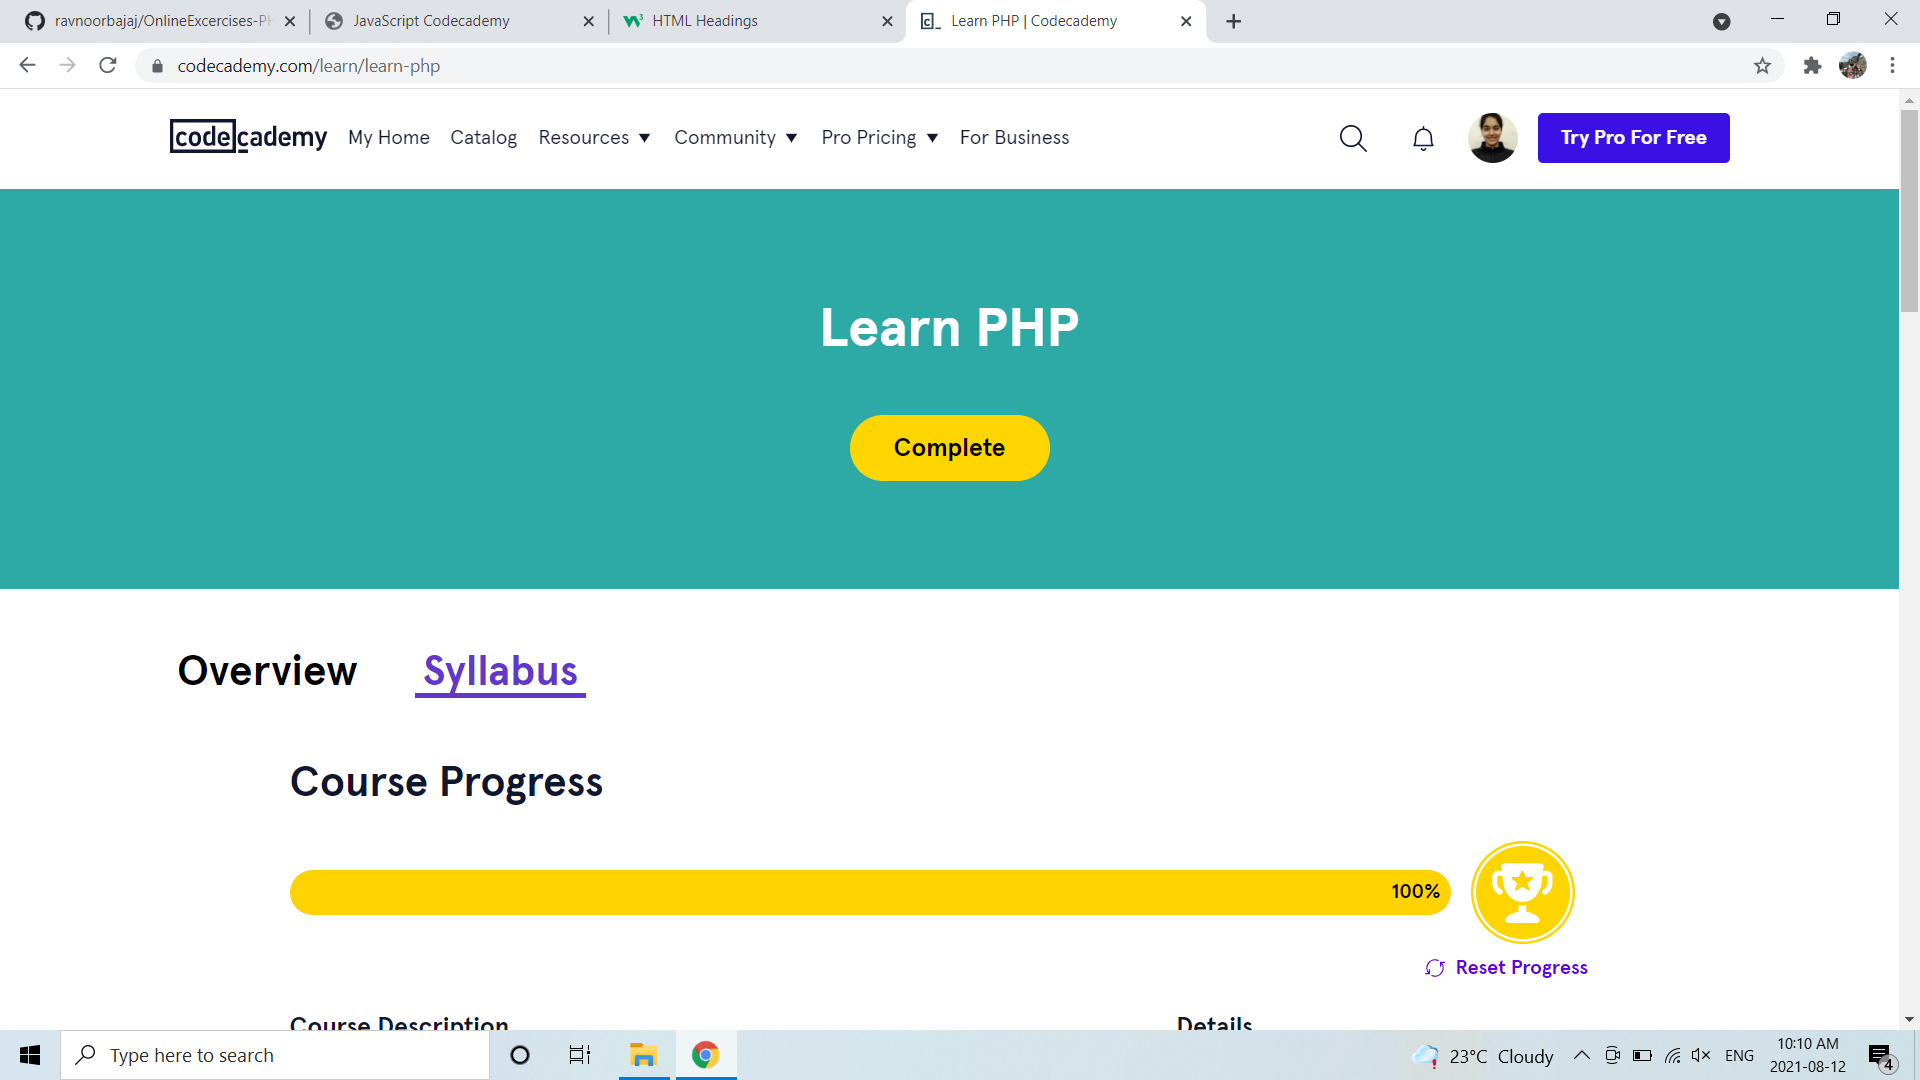 ravnoorbajaj/OnlineExcercises-PH
JavaScript Codecademy
HTML Headings
Learn PHP | Codecademy
codecademy.com/learn/learn-php
codecademy My Home Catalog Resources Community Pro Pricing For Business Try Pro For Free
Learn PHP
Complete
Overview Syllabus
Course Progress
100%
Reset Progress
Course Description Details
Type here to search
23°C Cloudy
ENG
10:10 AM
2021-08-12
4